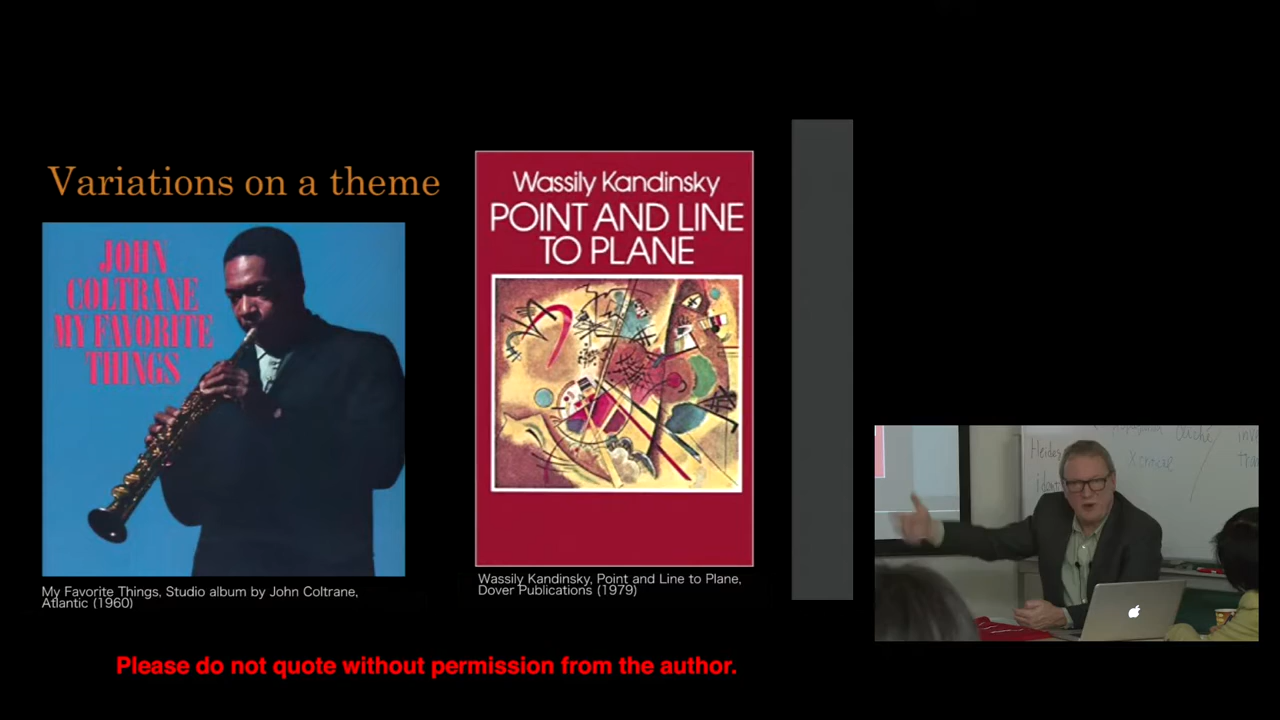 Variations on a theme
JOHN
COLTRANE
MY FAVORITE
THINGS
My Favorite Things, Studio album by John Coltrane,
Atlantic (1960)
Wassily Kandinsky
POINT AND LINE
TO PLANE
Wassily Kandinsky, Point and Line to Plane,
Dover Publications (1979)
Please do not quote without permission from the author.
cliché